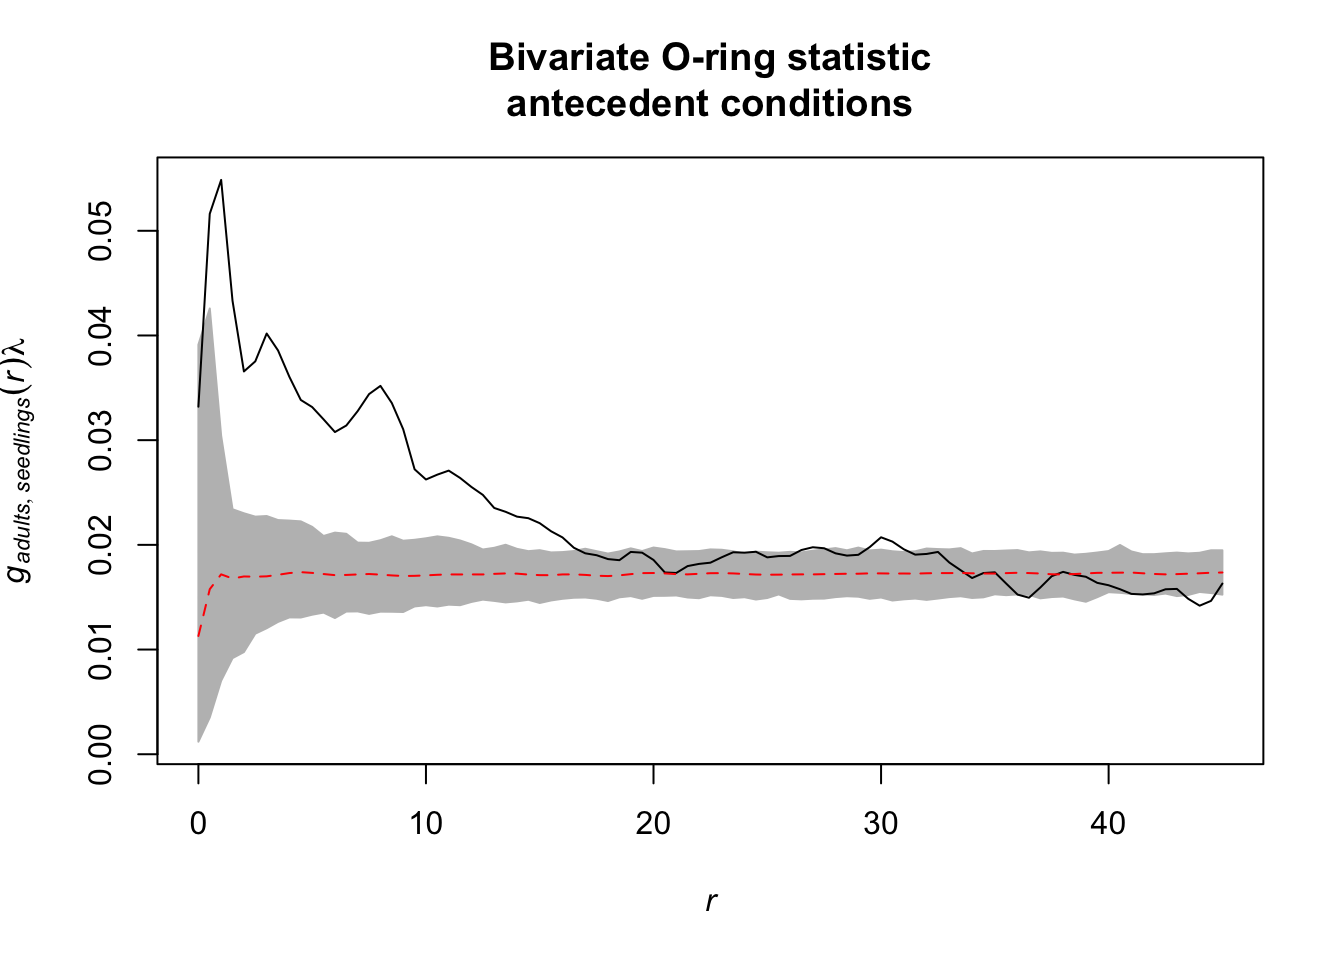 Bivariate O-ring statistic
antecedent conditions
g adults, seedlings(r)λ
0.05
0.04
0.03
0.02
0.01
0.00
0 10 20 30 40
r